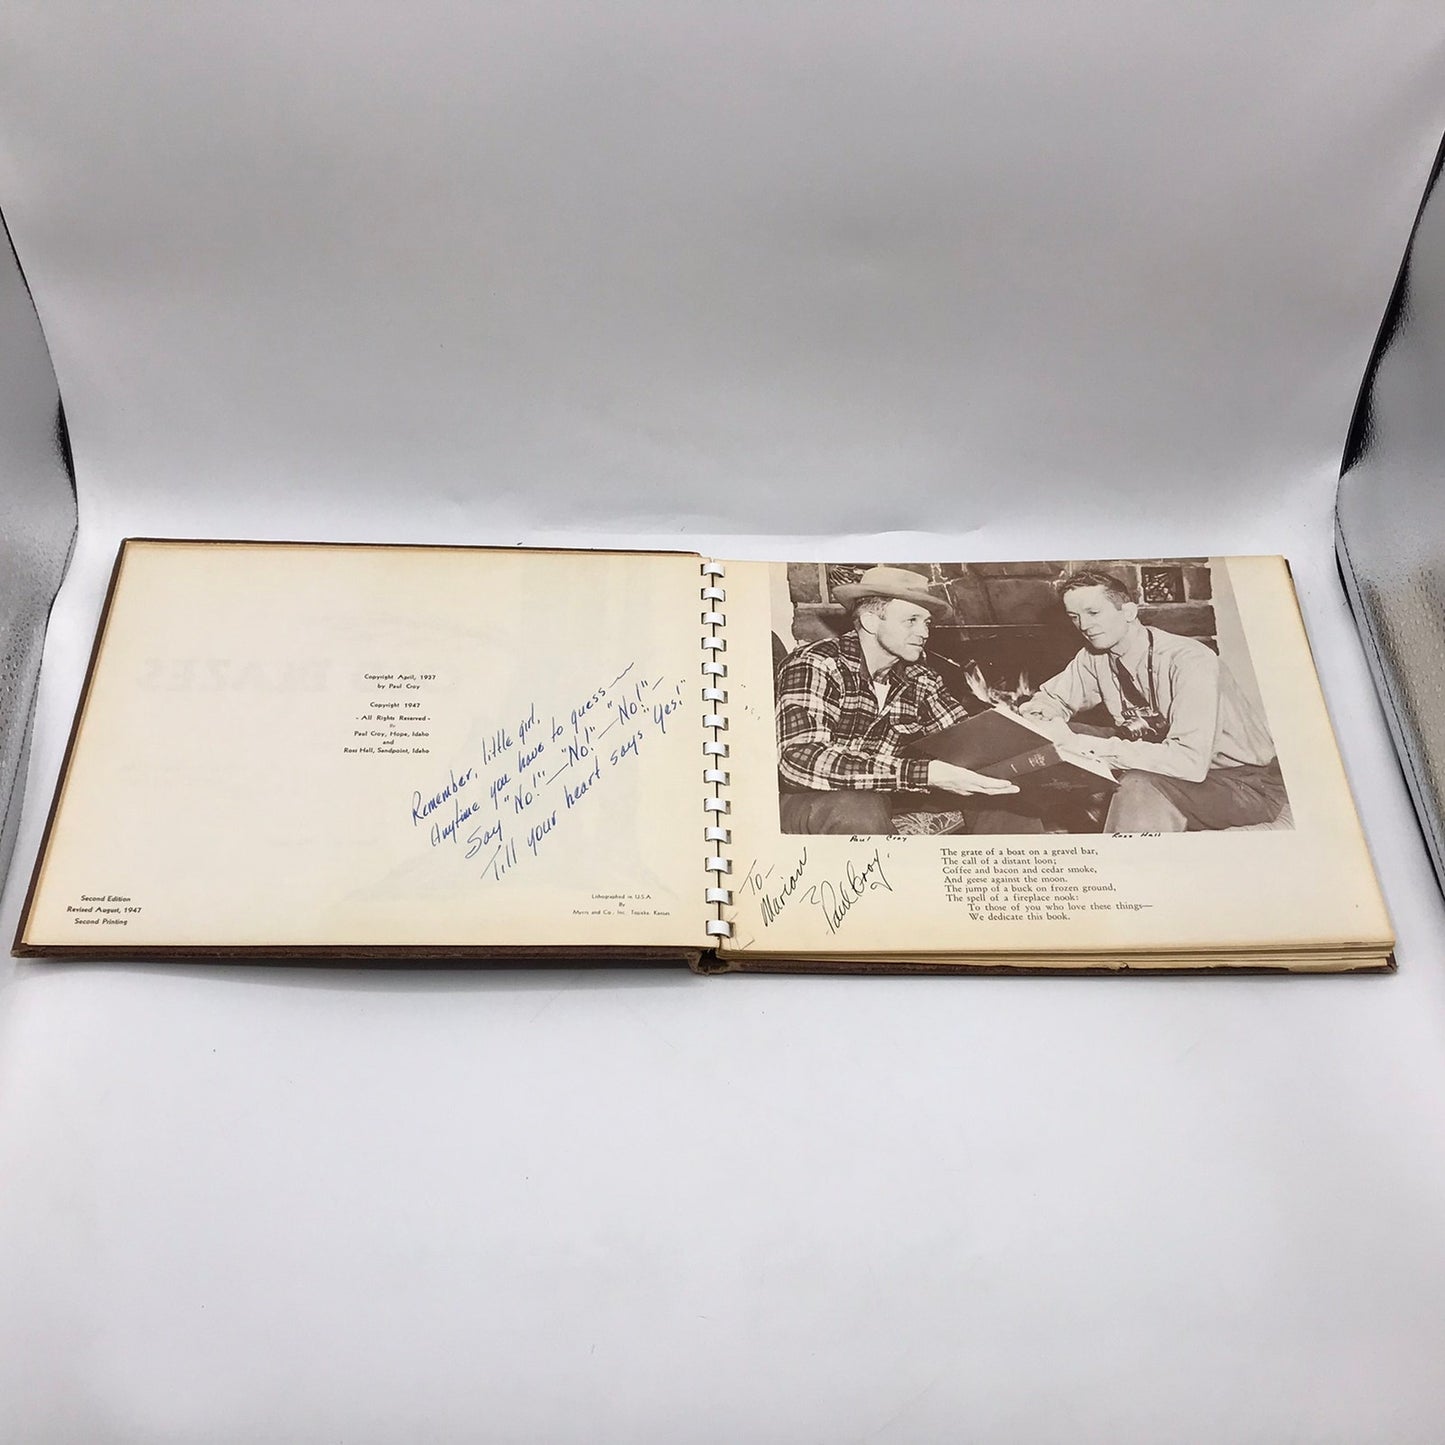 Copyright April, 1937
by Paul Croy
Copyright 1947
- All Rights Reserved -
to
Paul Croy, Hope, Idaho
and
Ross Hall, Sandpoint, Idaho
Remember, little girl,
Anytime you have to guess—
Say "No!"—"No!"—"No!"—
Till your heart says "Yes!"
Second Edition
Revised August, 1947
Second Printing
Lithographed in U.S.A.
By
Myers and Co., Inc. Topeka Kansas
Paul Croy
Ross Hall
To-
Marian
Paul Croy.
The grate of a boat on a gravel bar,
The call of a distant loon;
Coffee and bacon and cedar smoke,
And geese against the moon.
The jump of a buck on frozen ground,
The spell of a fireplace nook:
To those of you who love these things—
We dedicate this book.